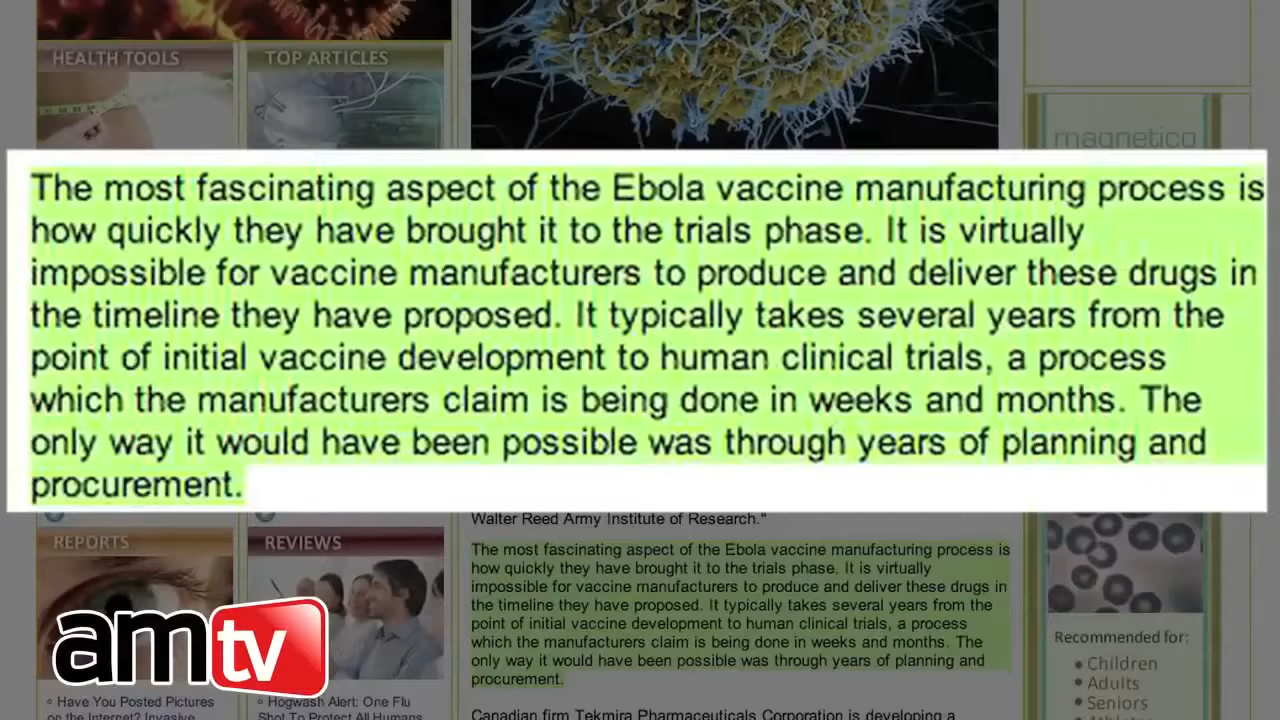 HEALTH TOOLS
TOP ARTICLES
magnetico
The most fascinating aspect of the Ebola vaccine manufacturing process is
how quickly they have brought it to the trials phase. It is virtually
impossible for vaccine manufacturers to produce and deliver these drugs in
the timeline they have proposed. It typically takes several years from the
point of initial vaccine development to human clinical trials, a process
which the manufacturers claim is being done in weeks and months. The
only way it would have been possible was through years of planning and
procurement.
Walter Reed Army Institute of Research."
REPORTS
REVIEWS
The most fascinating aspect of the Ebola vaccine manufacturing process is
how quickly they have brought it to the trials phase. It is virtually
impossible for vaccine manufacturers to produce and deliver these drugs in
the timeline they have proposed. It typically takes several years from the
point of initial vaccine development to human clinical trials, a process
which the manufacturers claim is being done in weeks and months. The
only way it would have been possible was through years of planning and
procurement.
Canadian firm Tekmira Pharmaceuticals Corporation is developing a
amtv
Have You Posted Pictures
on the Internet? Invasive
Hogwash Alert: One Flu
Shot To Protect All Humans
Recommended for:
Children
Adults
Seniors